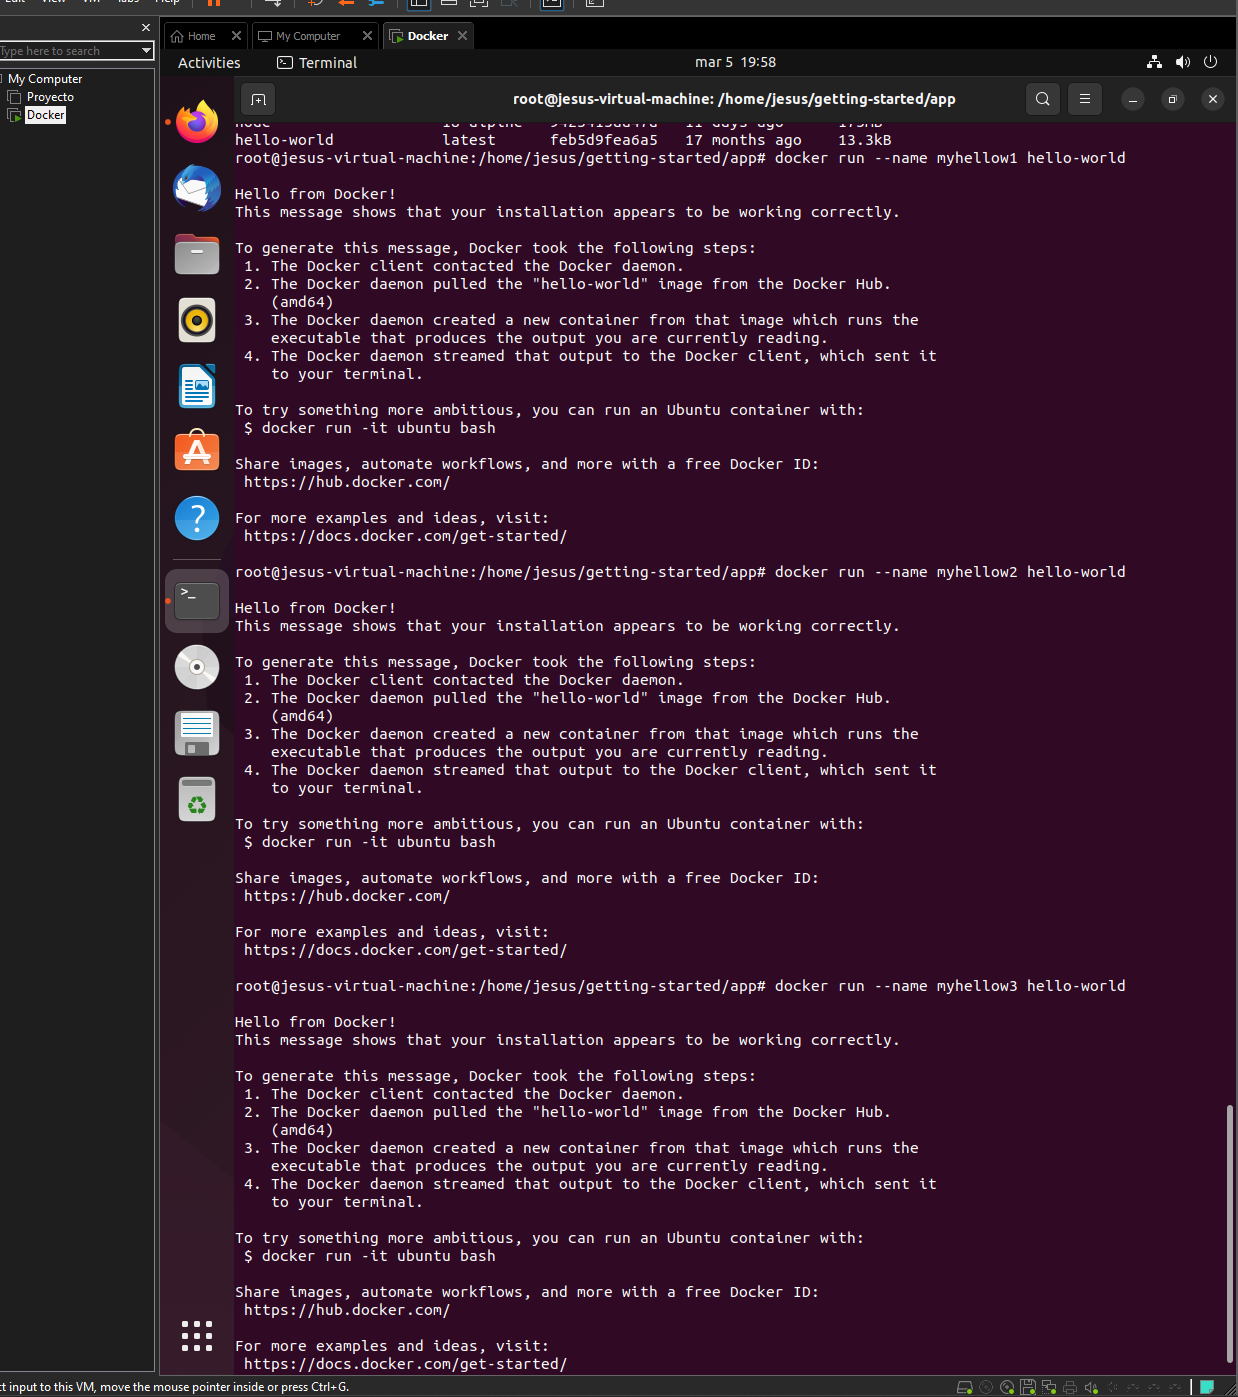 Edit View VM Tabs Help
Type here to search
My Computer
Proyecto
Docker
Home
My Computer
Docker
Activities
Terminal
mar 5 19:58
root@jesus-virtual-machine: /home/jesus/getting-started/app
hello-world latest feb5d9fea6a5 17 months ago 13.3kB
root@jesus-virtual-machine:/home/jesus/getting-started/app# docker run --name myhellow1 hello-world
Hello from Docker!
This message shows that your installation appears to be working correctly.
To generate this message, Docker took the following steps:
1. The Docker client contacted the Docker daemon.
2. The Docker daemon pulled the "hello-world" image from the Docker Hub.
(amd64)
3. The Docker daemon created a new container from that image which runs the
executable that produces the output you are currently reading.
4. The Docker daemon streamed that output to the Docker client, which sent it
to your terminal.
To try something more ambitious, you can run an Ubuntu container with:
$ docker run -it ubuntu bash
Share images, automate workflows, and more with a free Docker ID:
https://hub.docker.com/
For more examples and ideas, visit:
https://docs.docker.com/get-started/
root@jesus-virtual-machine:/home/jesus/getting-started/app# docker run --name myhellow2 hello-world
Hello from Docker!
This message shows that your installation appears to be working correctly.
To generate this message, Docker took the following steps:
1. The Docker client contacted the Docker daemon.
2. The Docker daemon pulled the "hello-world" image from the Docker Hub.
(amd64)
3. The Docker daemon created a new container from that image which runs the
executable that produces the output you are currently reading.
4. The Docker daemon streamed that output to the Docker client, which sent it
to your terminal.
To try something more ambitious, you can run an Ubuntu container with:
$ docker run -it ubuntu bash
Share images, automate workflows, and more with a free Docker ID:
https://hub.docker.com/
For more examples and ideas, visit:
https://docs.docker.com/get-started/
root@jesus-virtual-machine:/home/jesus/getting-started/app# docker run --name myhellow3 hello-world
Hello from Docker!
This message shows that your installation appears to be working correctly.
To generate this message, Docker took the following steps:
1. The Docker client contacted the Docker daemon.
2. The Docker daemon pulled the "hello-world" image from the Docker Hub.
(amd64)
3. The Docker daemon created a new container from that image which runs the
executable that produces the output you are currently reading.
4. The Docker daemon streamed that output to the Docker client, which sent it
to your terminal.
To try something more ambitious, you can run an Ubuntu container with:
$ docker run -it ubuntu bash
Share images, automate workflows, and more with a free Docker ID:
https://hub.docker.com/
For more examples and ideas, visit:
https://docs.docker.com/get-started/
ct input to this VM, move the mouse pointer inside or press Ctrl+G.